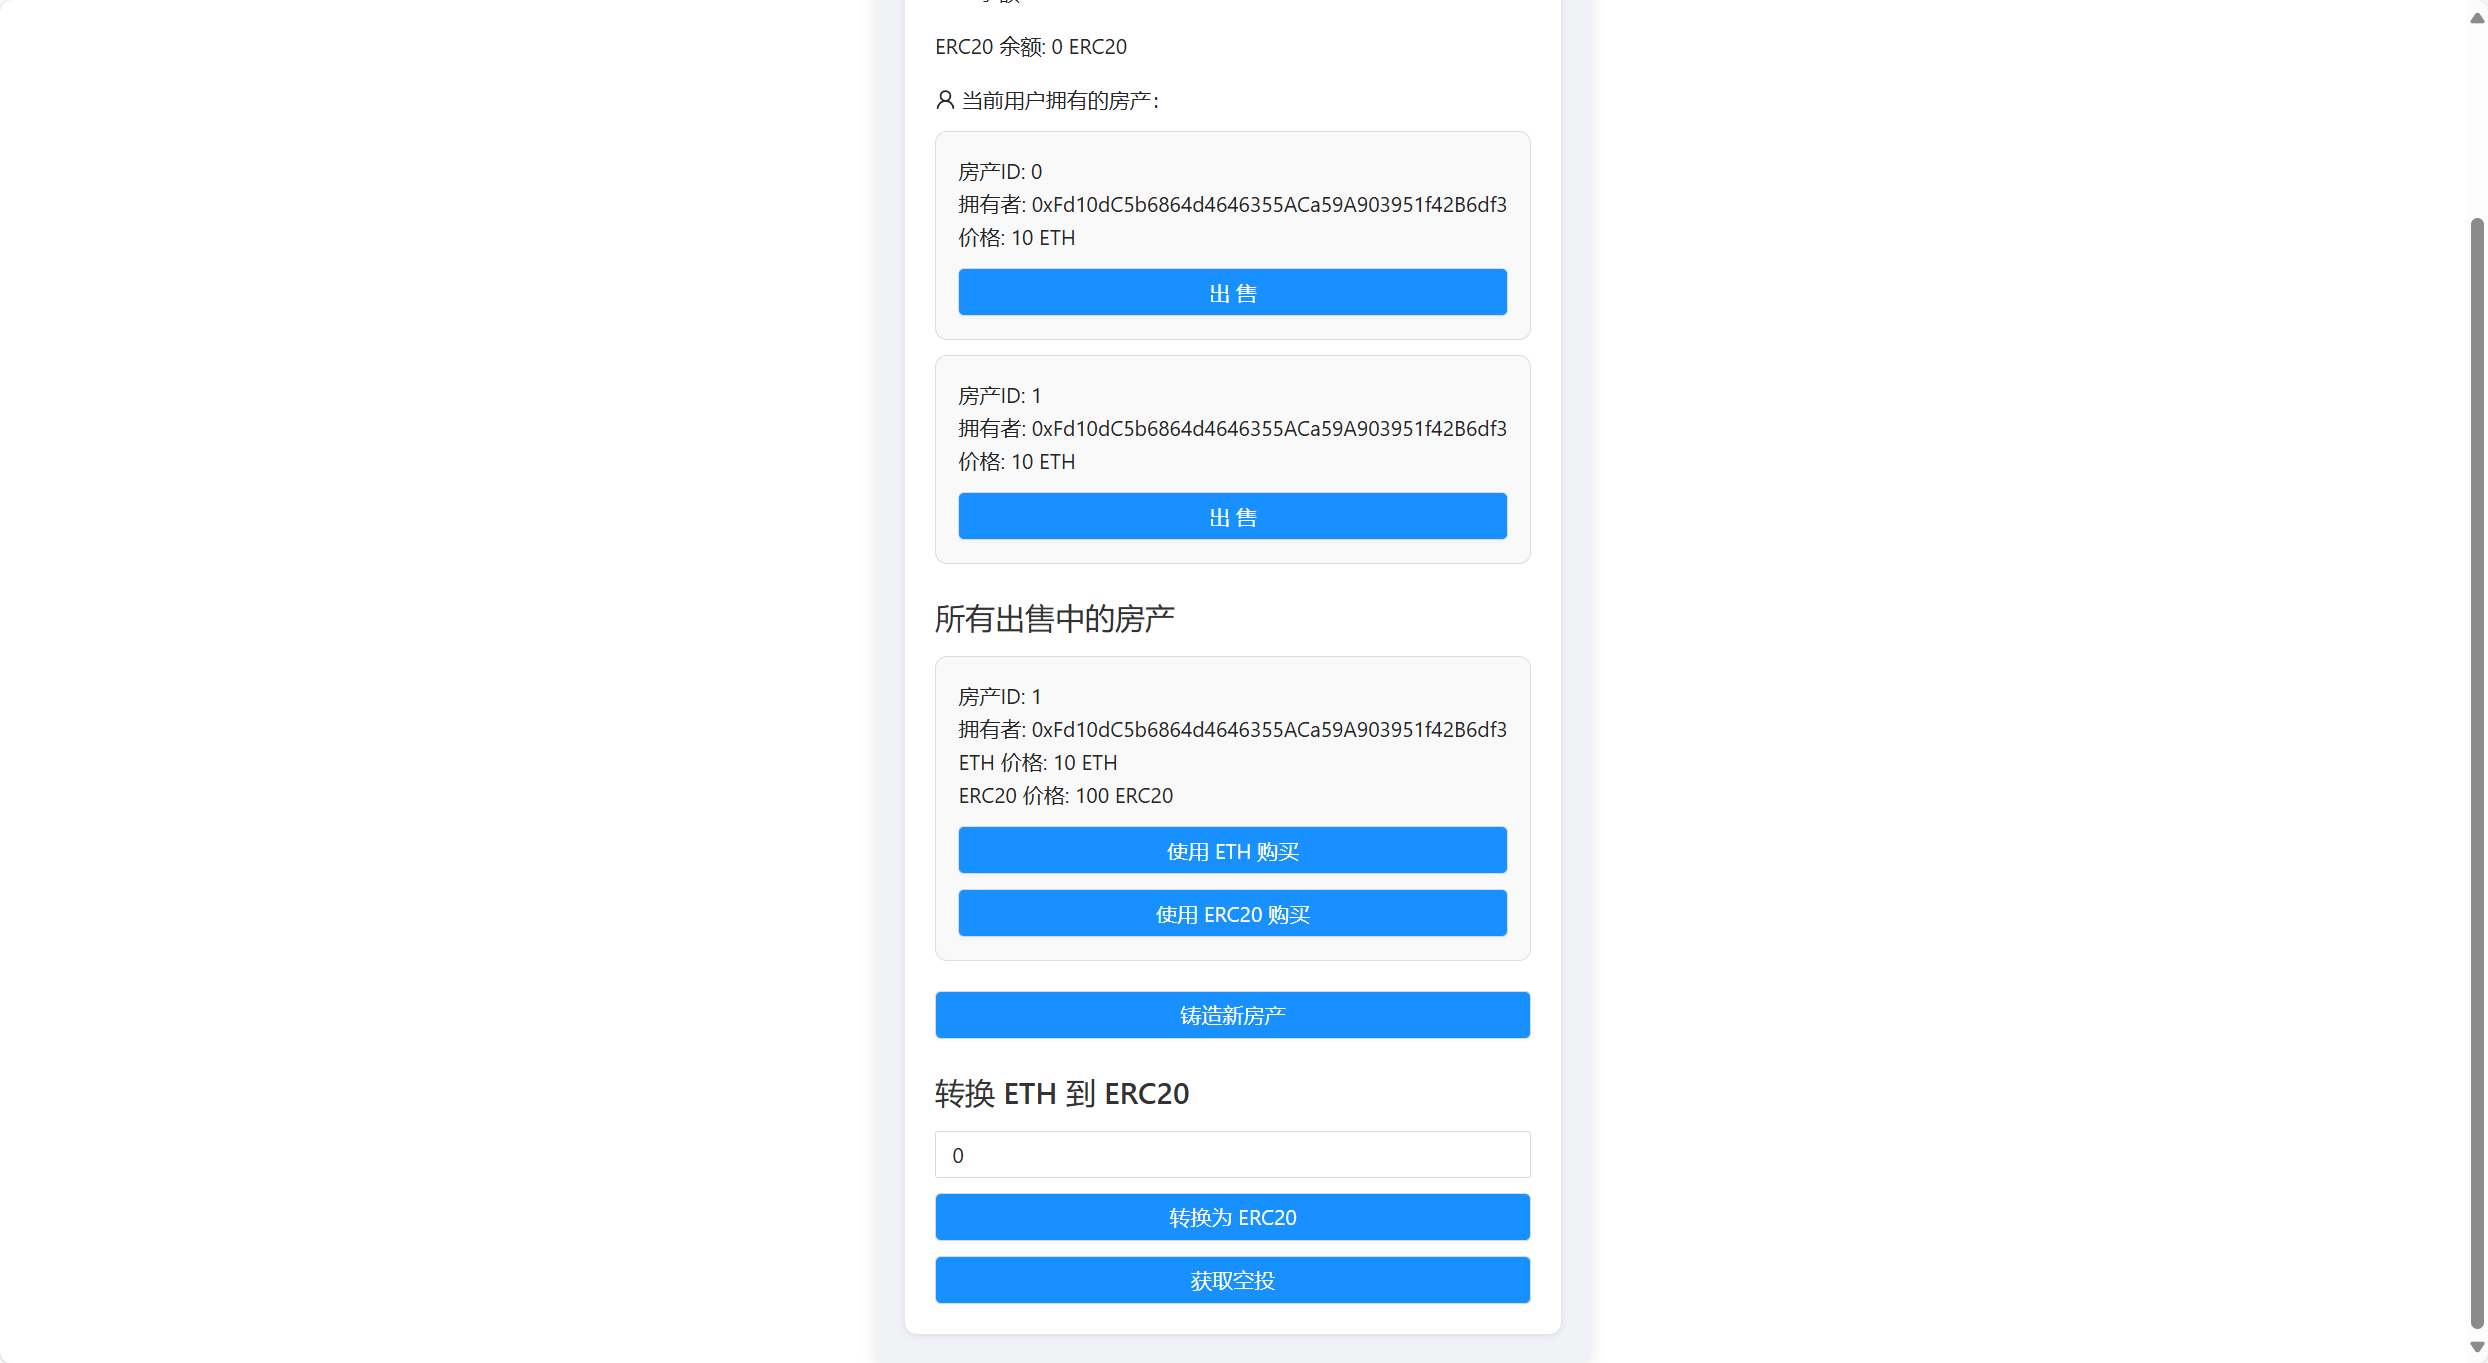 ERC20 余额: 0 ERC20
当前用户拥有的房产：
房产ID: 0
拥有者: 0xFd10dC5b6864d4646355ACa59A903951f42B6df3
价格: 10 ETH
出 售
房产ID: 1
拥有者: 0xFd10dC5b6864d4646355ACa59A903951f42B6df3
价格: 10 ETH
出 售
所有出售中的房产
房产ID: 1
拥有者: 0xFd10dC5b6864d4646355ACa59A903951f42B6df3
ETH 价格: 10 ETH
ERC20 价格: 100 ERC20
使用 ETH 购买
使用 ERC20 购买
铸造新房产
转换 ETH 到 ERC20
0
转换为 ERC20
获取空投